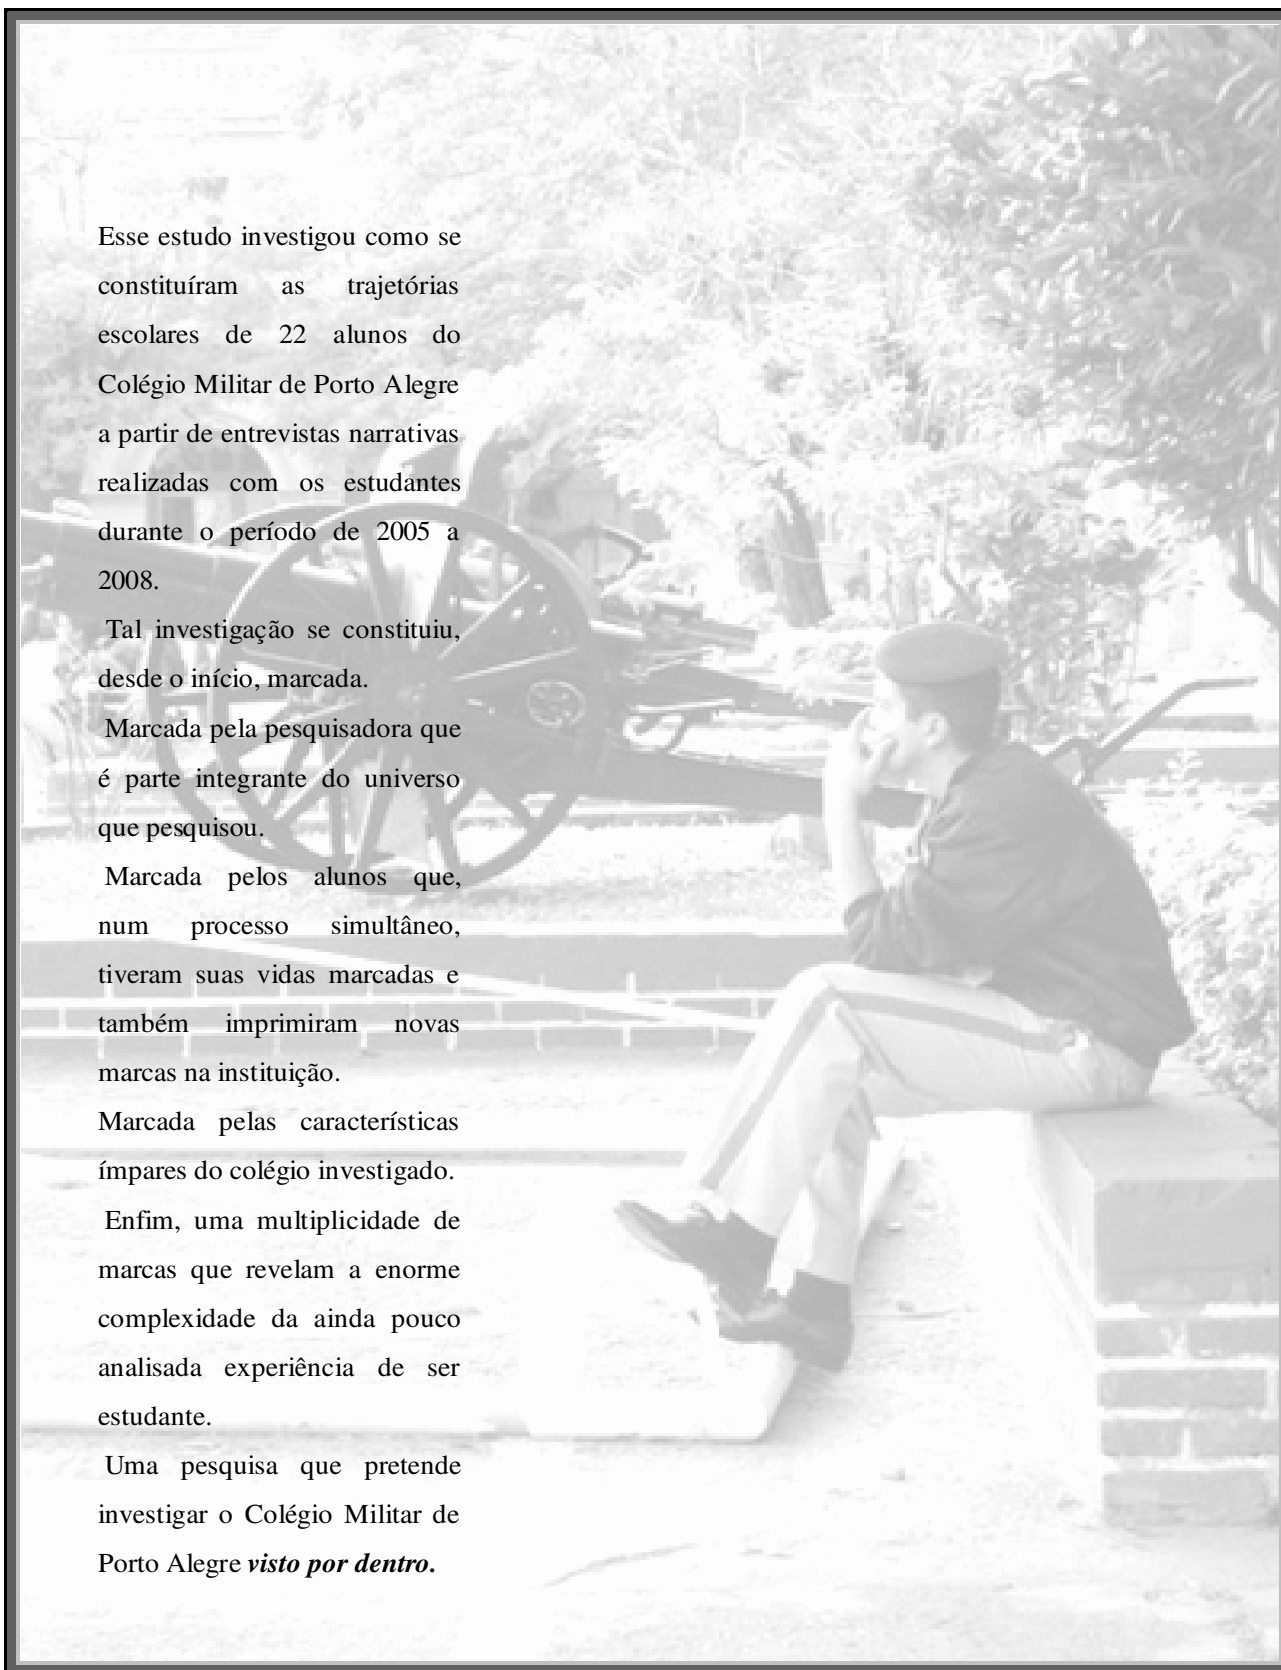 Esse estudo investigou como se
constituíram as trajetórias
escolares de 22 alunos do
Colégio Militar de Porto Alegre
a partir de entrevistas narrativas
realizadas com os estudantes
durante o período de 2005 a
2008.
Tal investigação se constituiu,
desde o início, marcada.
Marcada pela pesquisadora que
é parte integrante do universo
que pesquisou.
Marcada pelos alunos que,
num processo simultâneo,
tiveram suas vidas marcadas e
também imprimiram novas
marcas na instituição.
Marcada pelas características
ímpares do colégio investigado.
Enfim, uma multiplicidade de
marcas que revelam a enorme
complexidade da ainda pouco
analisada experiência de ser
estudante.
Uma pesquisa que pretende
investigar o Colégio Militar de
Porto Alegre visto por dentro.